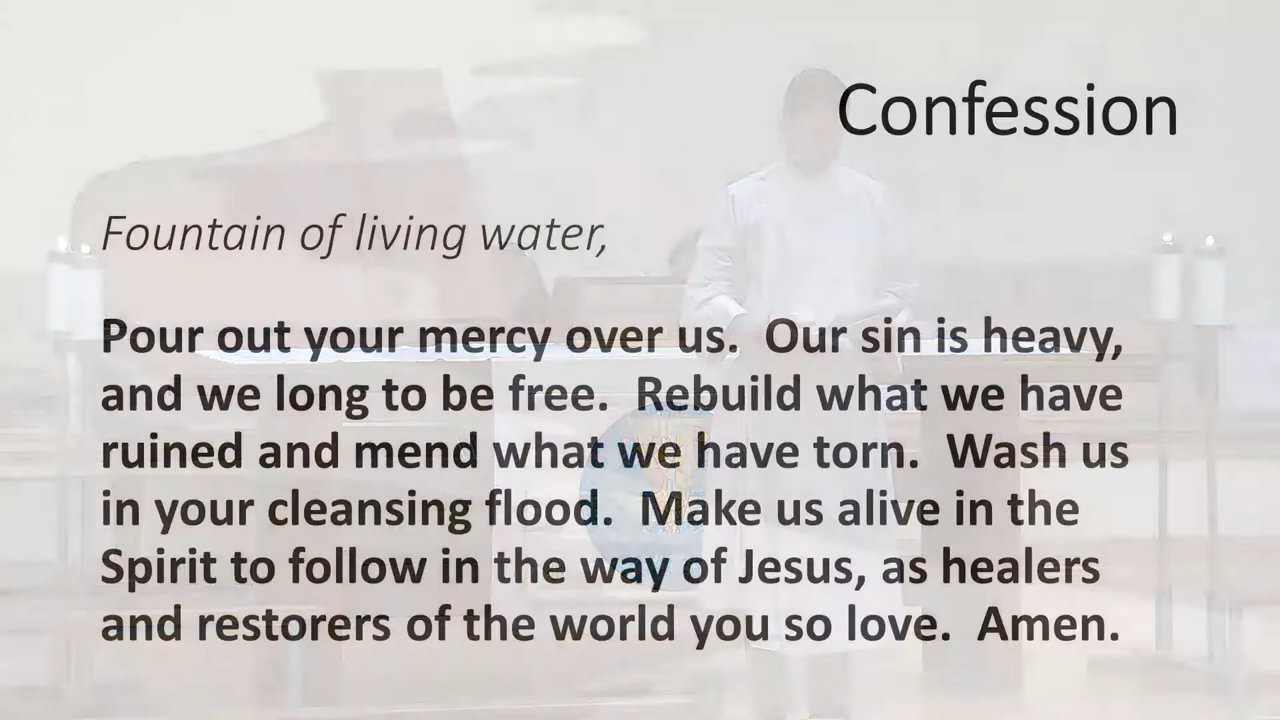 Confession
Fountain of living water,
Pour out your mercy over us.  Our sin is heavy,
and we long to be free.  Rebuild what we have
ruined and mend what we have torn.  Wash us
in your cleansing flood.  Make us alive in the
Spirit to follow in the way of Jesus, as healers
and restorers of the world you so love.  Amen.